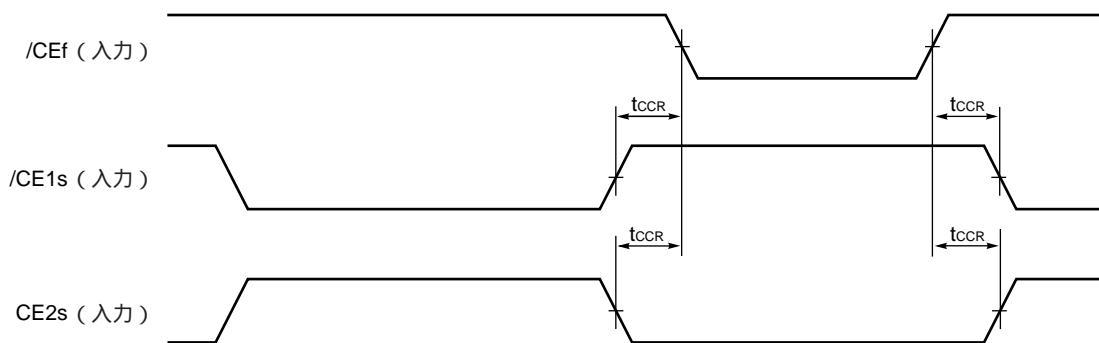 /CEf（入力）
tCCR
tCCR
/CE1s（入力）
tCCR
tCCR
CE2s（入力）